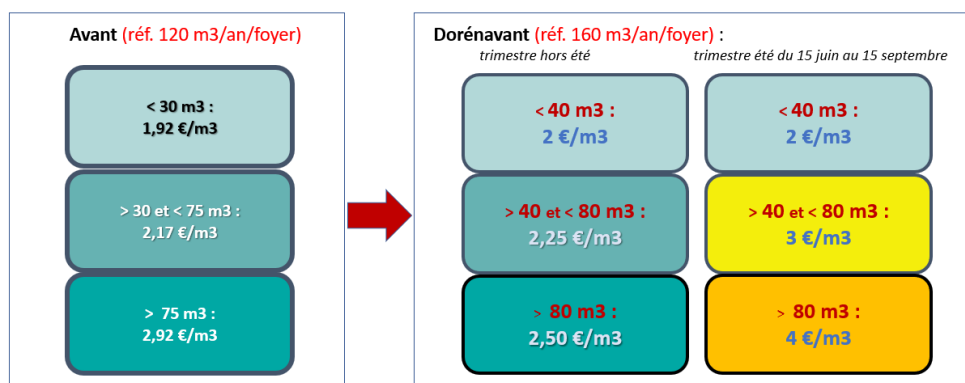 Avant (réf. 120 m3/an/foyer)
< 30 m3 :
1,92 €/m3
> 30 et < 75 m3 :
2,17 €/m3
> 75 m3 :
2,92 €/m3
Dorénavant (réf. 160 m3/an/foyer) :
trimestre hors été
< 40 m3 :
2 €/m3
> 40 et < 80 m3 :
2,25 €/m3
> 80 m3 :
2,50 €/m3
trimestre été du 15 juin au 15 septembre
< 40 m3 :
2 €/m3
> 40 et < 80 m3 :
3 €/m3
> 80 m3 :
4 €/m3